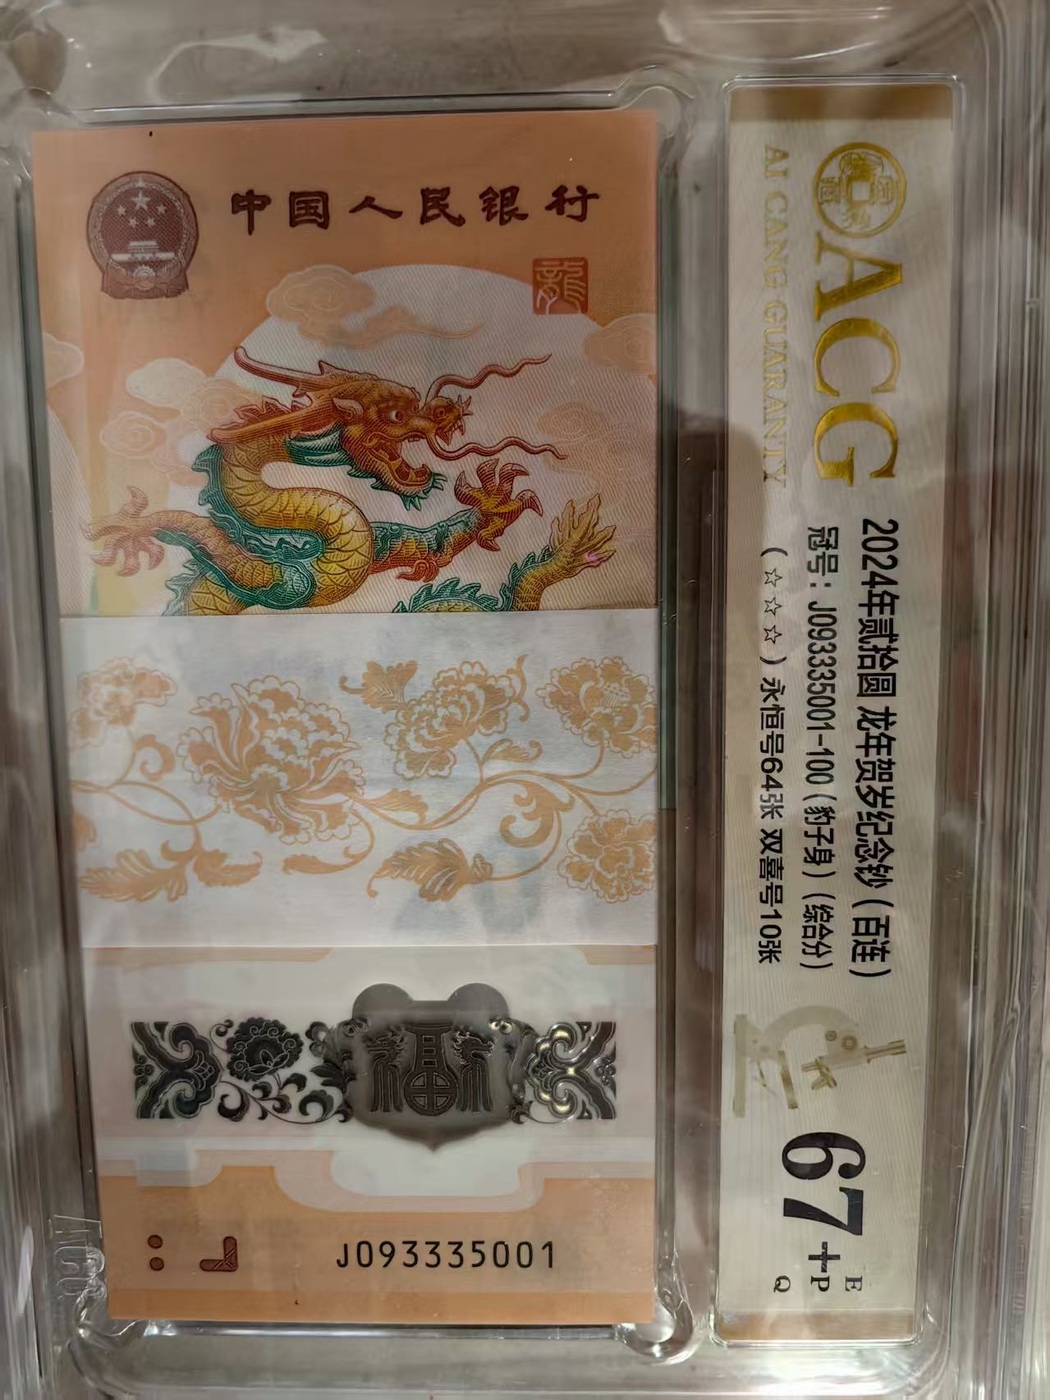 中国人民银行
龍
J093335001
ACG
AI CANG GUARANTY
2024年贰拾圆 龙年贺岁纪念钞（百连）
冠号：J093335001-100（豹子身）（综合分）
（☆☆☆）永恒号64张 双喜号10张
67+
E
P
Q
ACG